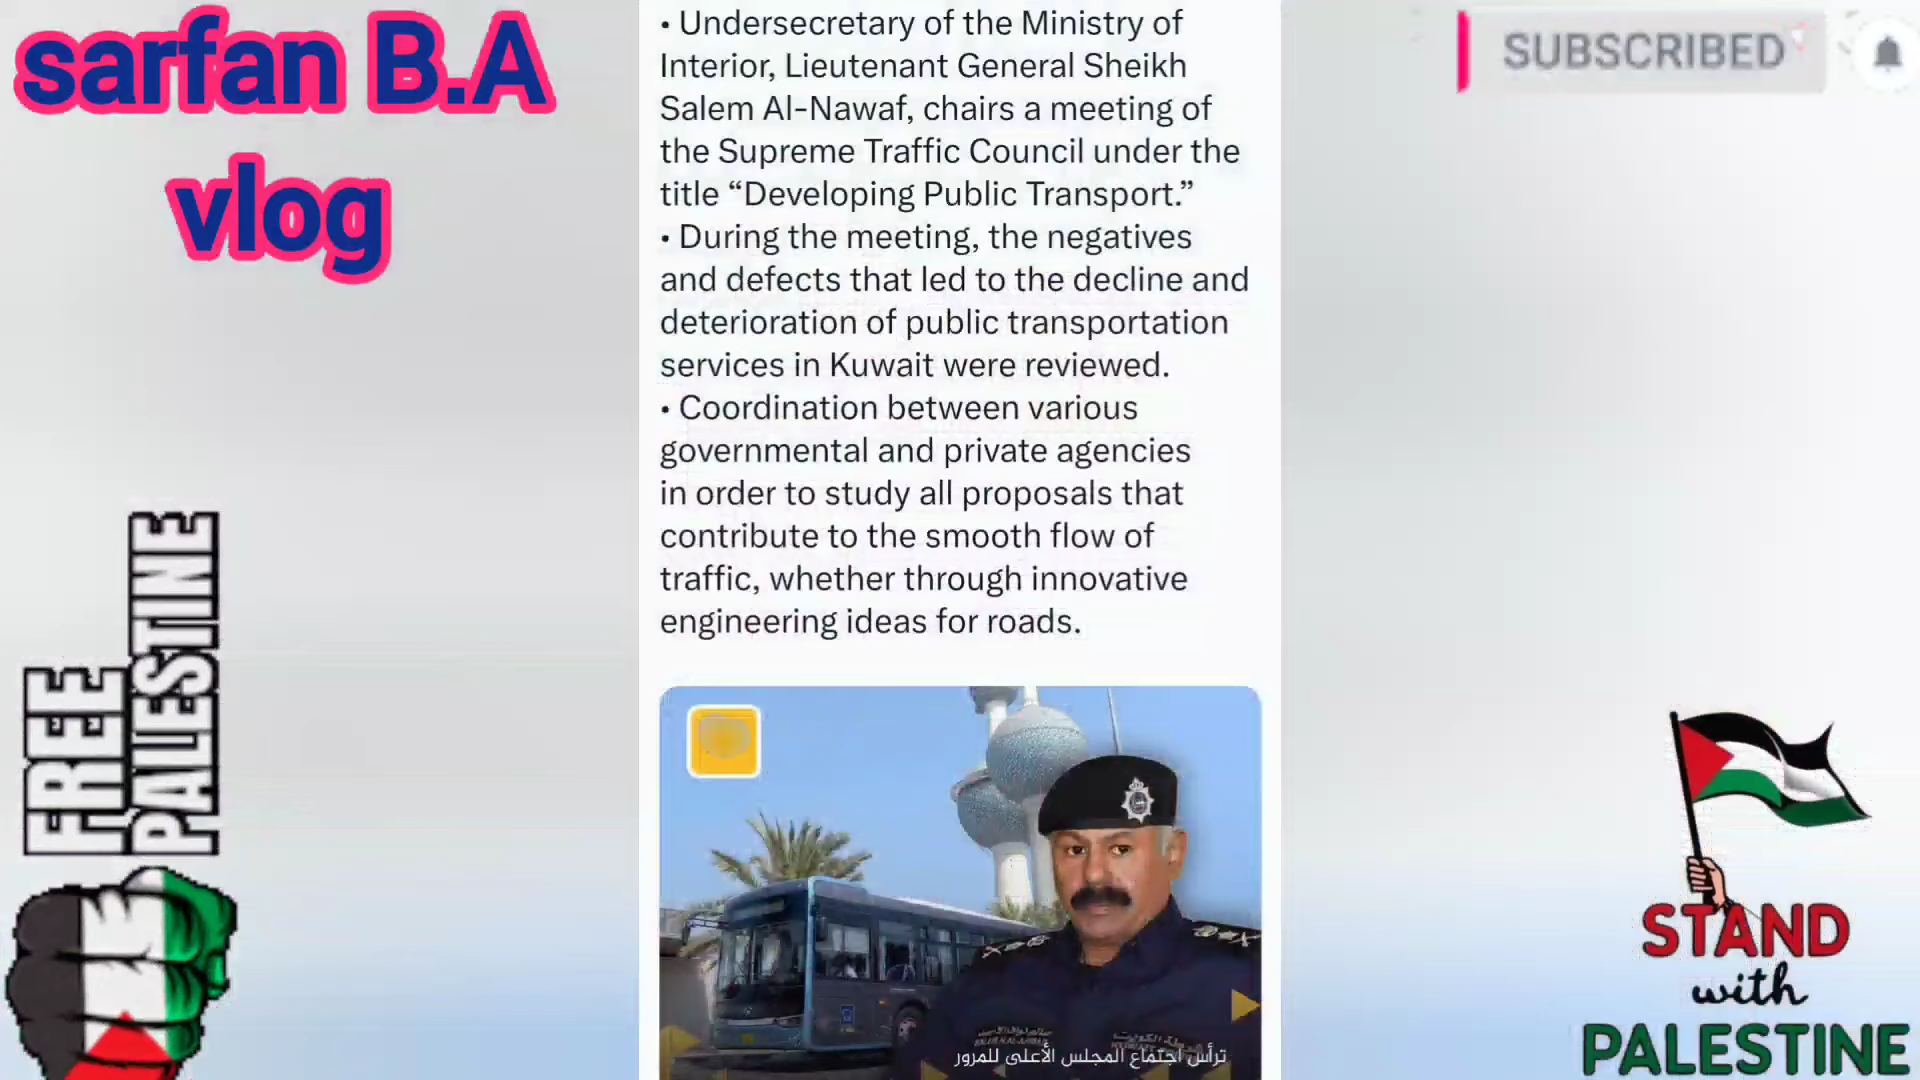 sarfan B.A
vlog
SUBSCRIBED
• Undersecretary of the Ministry of
Interior, Lieutenant General Sheikh
Salem Al-Nawaf, chairs a meeting of
the Supreme Traffic Council under the
title “Developing Public Transport.”
• During the meeting, the negatives
and defects that led to the decline and
deterioration of public transportation
services in Kuwait were reviewed.
• Coordination between various
governmental and private agencies
in order to study all proposals that
contribute to the smooth flow of
traffic, whether through innovative
engineering ideas for roads.
ترأس اجتماع المجلس الأعلى للمرور
FREE
PALESTINE
STAND
with
PALESTINE